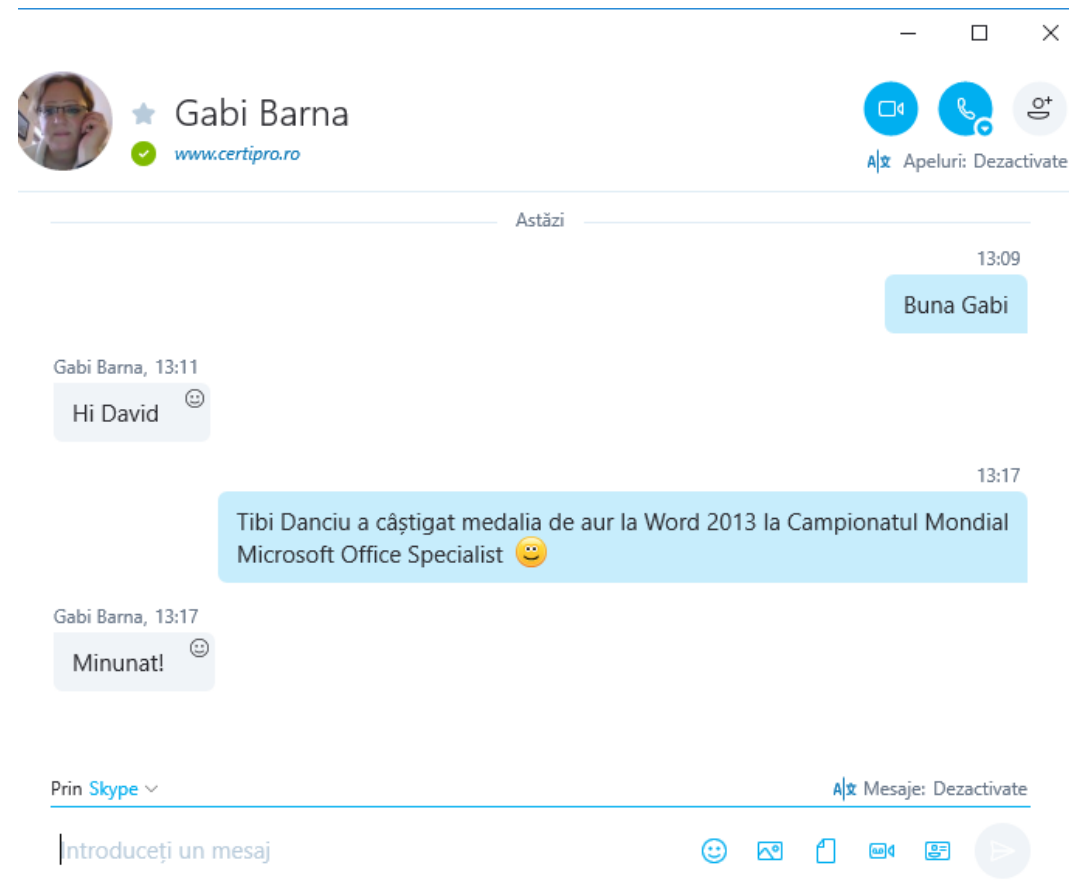 Gabi Barna
www.certipro.ro
A|文 Apeluri: Dezactivate
Astăzi
13:09
Buna Gabi
Gabi Barna, 13:11
Hi David
13:17
Tibi Danciu a câștigat medalia de aur la Word 2013 la Campionatul Mondial
Microsoft Office Specialist
Gabi Barna, 13:17
Minunat!
Prin Skype
A|文 Mesaje: Dezactivate
Introduceți un mesaj